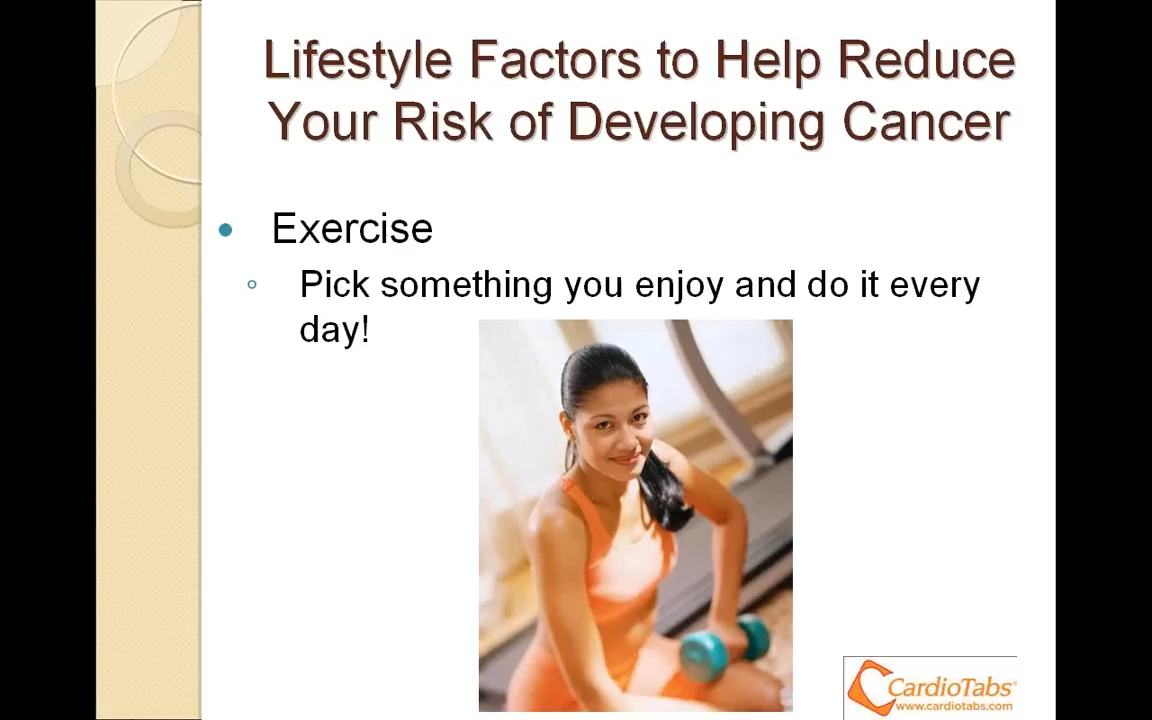 Lifestyle Factors to Help Reduce
Your Risk of Developing Cancer
Exercise
Pick something you enjoy and do it every
day!
CardioTabs®
www.cardiotabs.com